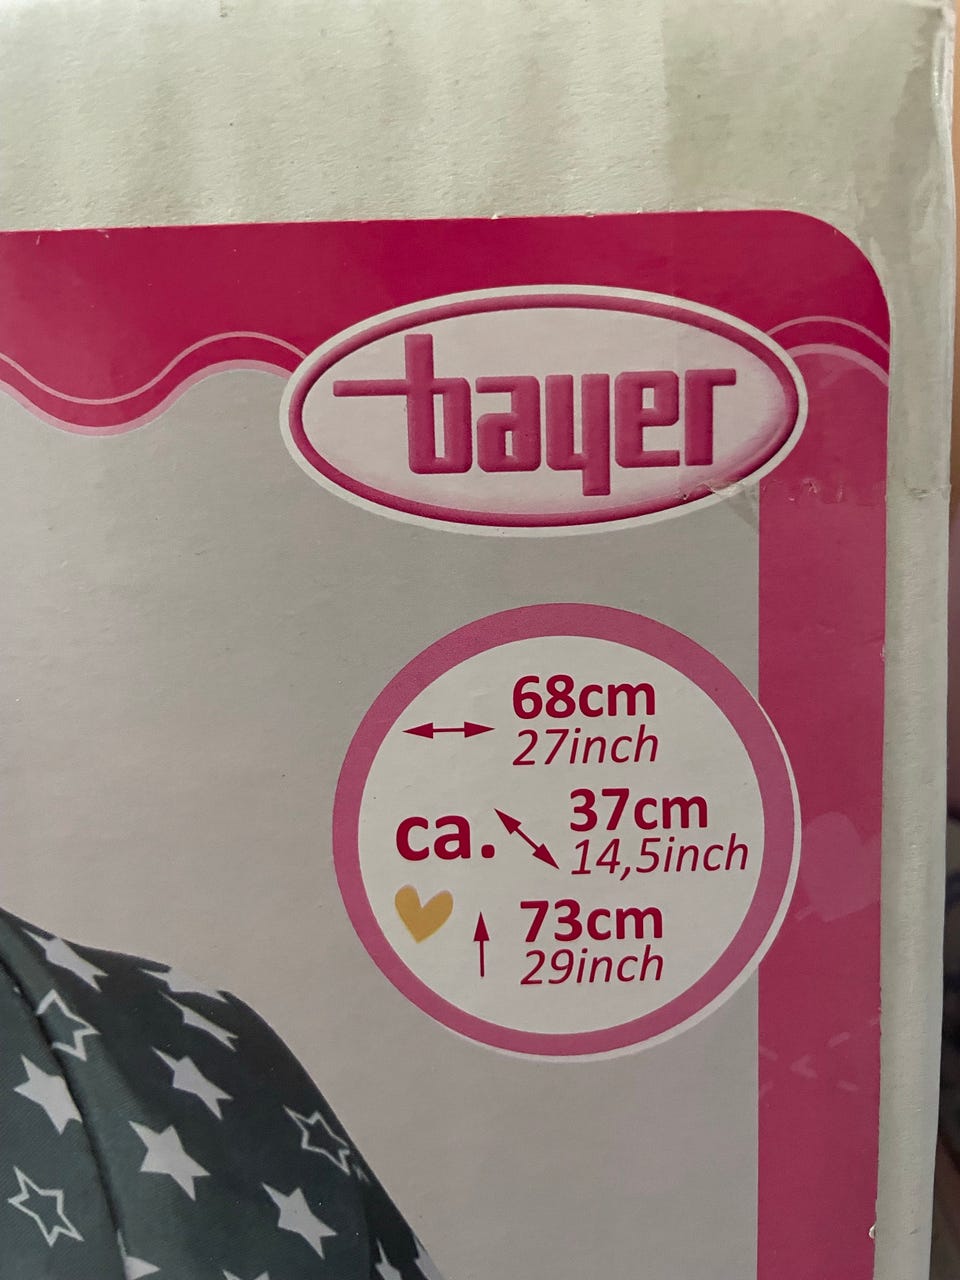 bayer
68cm
27inch
ca.
37cm
14,5inch
73cm
29inch